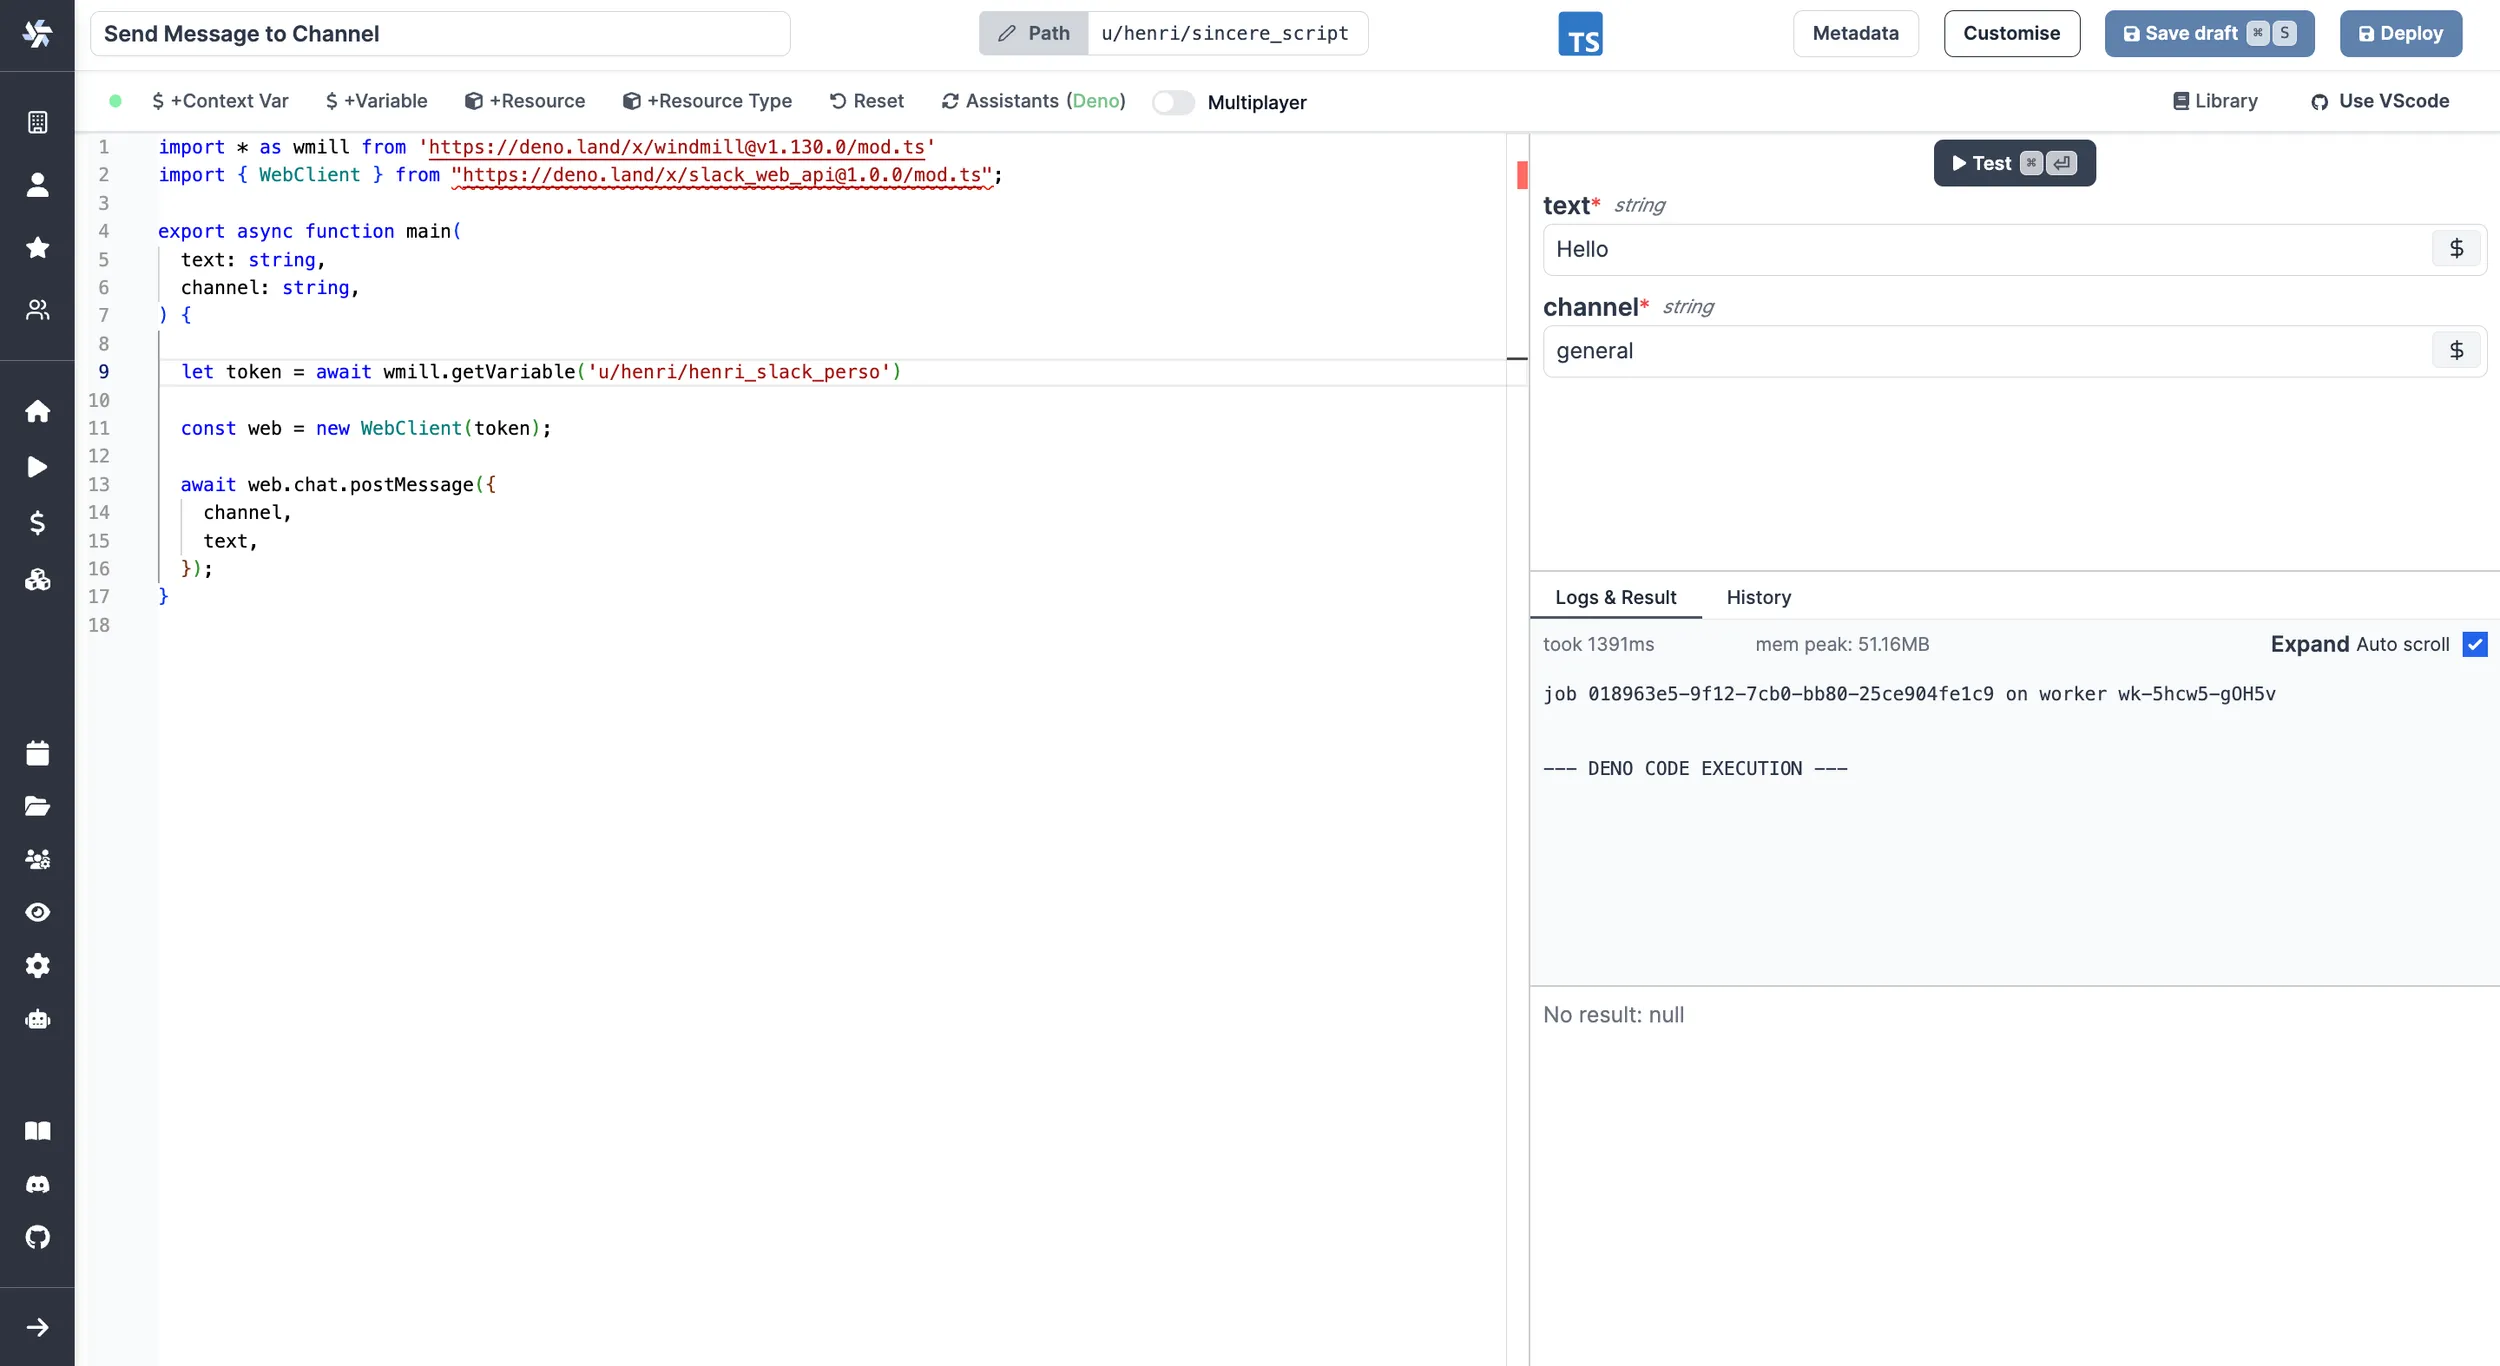 Send Message to Channel
Path u/henri/sincere_script
TS
Metadata
Customise
Save draft ⌘ S
Deploy
$ +Context Var
$ +Variable
+Resource
+Resource Type
Reset
Assistants (Deno)
Multiplayer
Library
Use VScode
1 import * as wmill from 'https://deno.land/x/windmill@v1.130.0/mod.ts'
2 import { WebClient } from "https://deno.land/x/slack_web_api@1.0.0/mod.ts";
3
4 export async function main(
5   text: string,
6   channel: string,
7 ) {
8
9   let token = await wmill.getVariable('u/henri/henri_slack_perso')
10
11   const web = new WebClient(token);
12
13   await web.chat.postMessage({
14     channel,
15     text,
16   });
17 }
18
Test ⌘ ⏎
text* string
Hello $
channel* string
general $
Logs & Result
History
took 1391ms
mem peak: 51.16MB
Expand Auto scroll
job 018963e5-9f12-7cb0-bb80-25ce904fe1c9 on worker wk-5hcw5-gOH5v
--- DENO CODE EXECUTION ---
No result: null